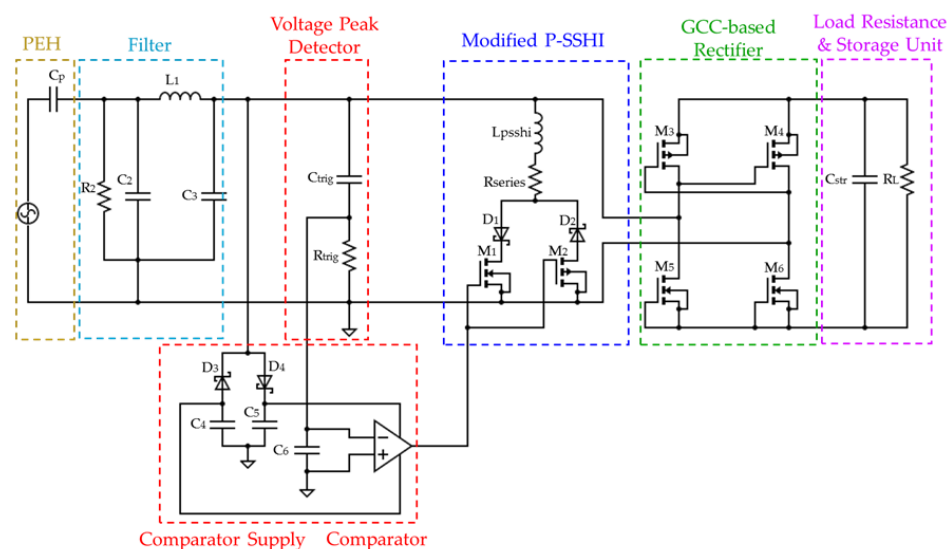 PEH
Filter
Voltage Peak
Detector
Modified P-SSHI
GCC-based
Rectifier
Load Resistance
& Storage Unit
Cp
L1
R2
C2
C3
Ctrig
Rtrig
Lpsshi
Rseries
D1
D2
M1
M2
M3
M4
M5
M6
Cstr
RL
D3
D4
C4
C5
C6
Comparator Supply
Comparator